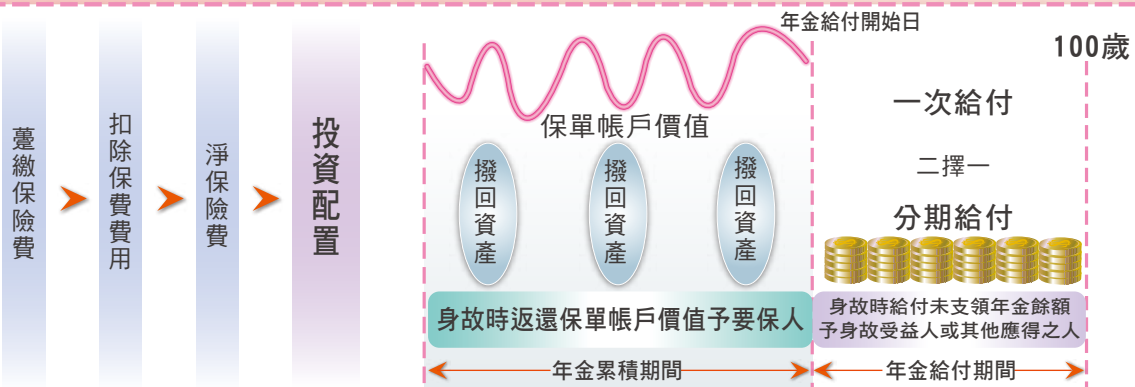 躉繳保險費
扣除保費費用
淨保險費
投資配置
年金給付開始日
100歲
保單帳戶價值
撥回資產
撥回資產
撥回資產
一次給付
二擇一
分期給付
身故時返還保單帳戶價值予要保人
身故時給付未支領年金餘額
予身故受益人或其他應得之人
年金累積期間
年金給付期間